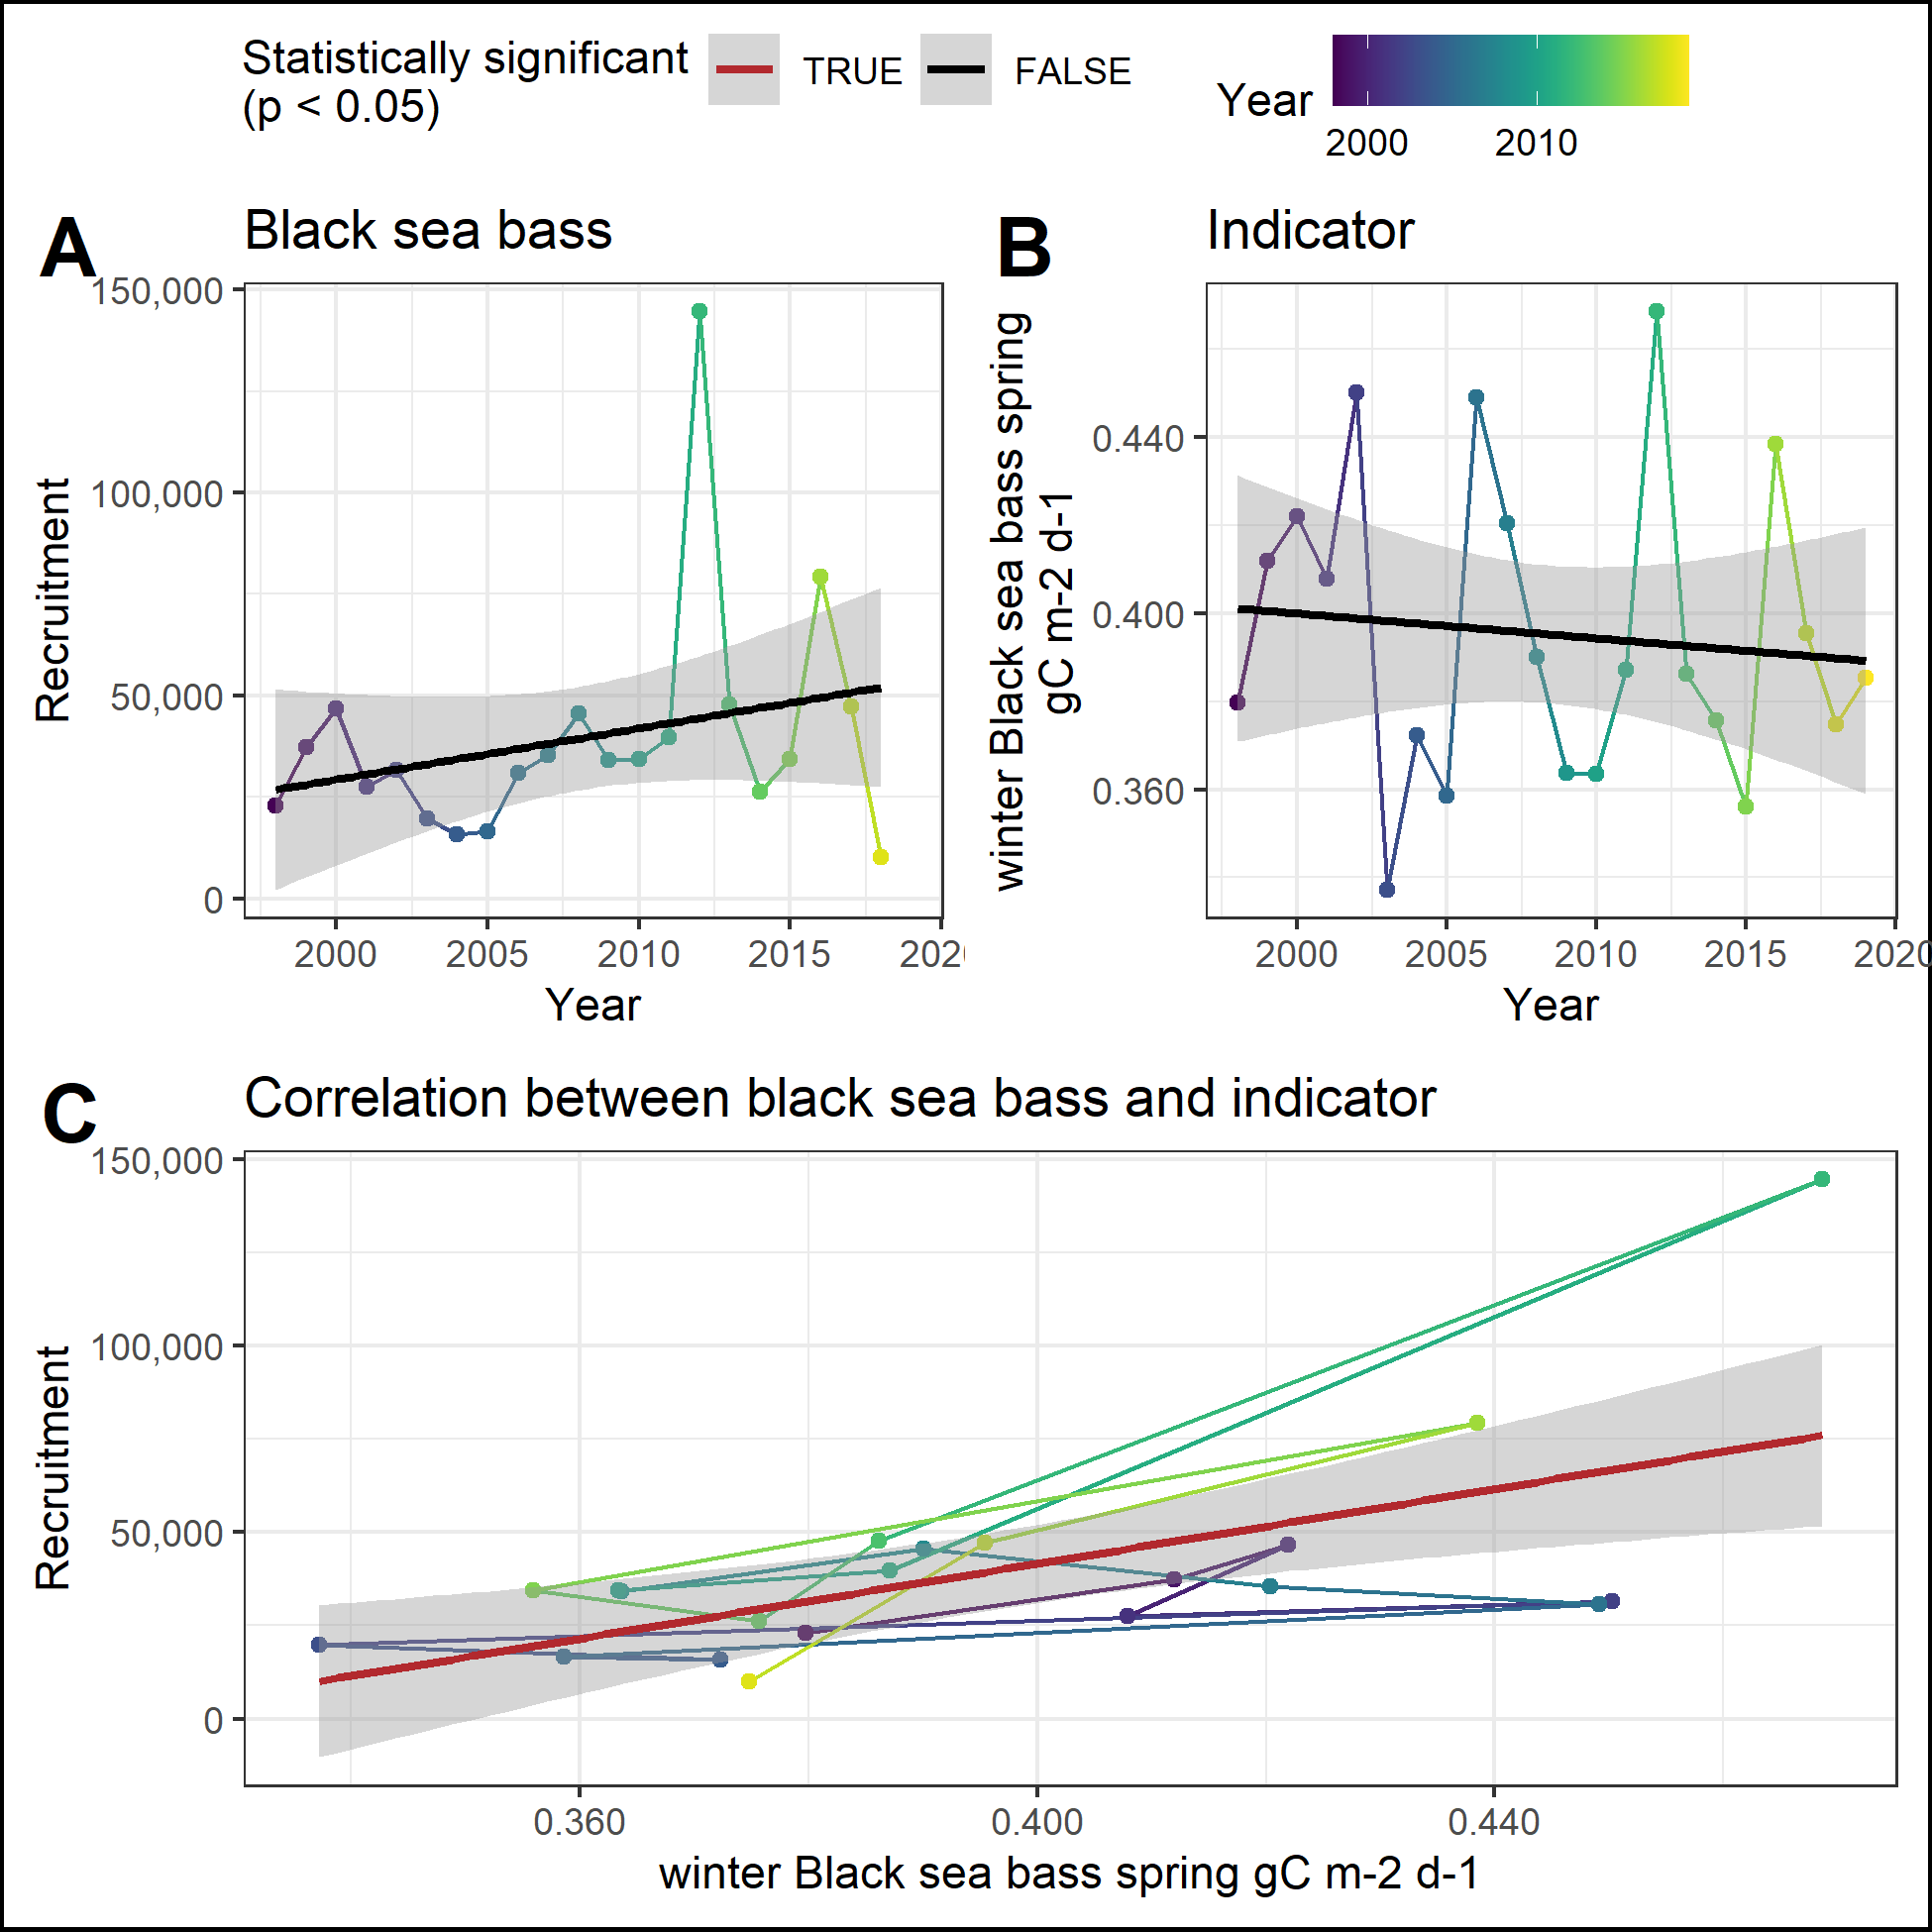 Statistically significant
(p < 0.05)
TRUE
FALSE
Year
2000 2010
A
Black sea bass
150,000
100,000
50,000
0
Recruitment
2000 2005 2010 2015 202
Year
B
Indicator
winter Black sea bass spring
gC m-2 d-1
0.440
0.400
0.360
2000 2005 2010 2015 2020
Year
C
Correlation between black sea bass and indicator
150,000
100,000
50,000
0
Recruitment
0.360 0.400 0.440
winter Black sea bass spring gC m-2 d-1